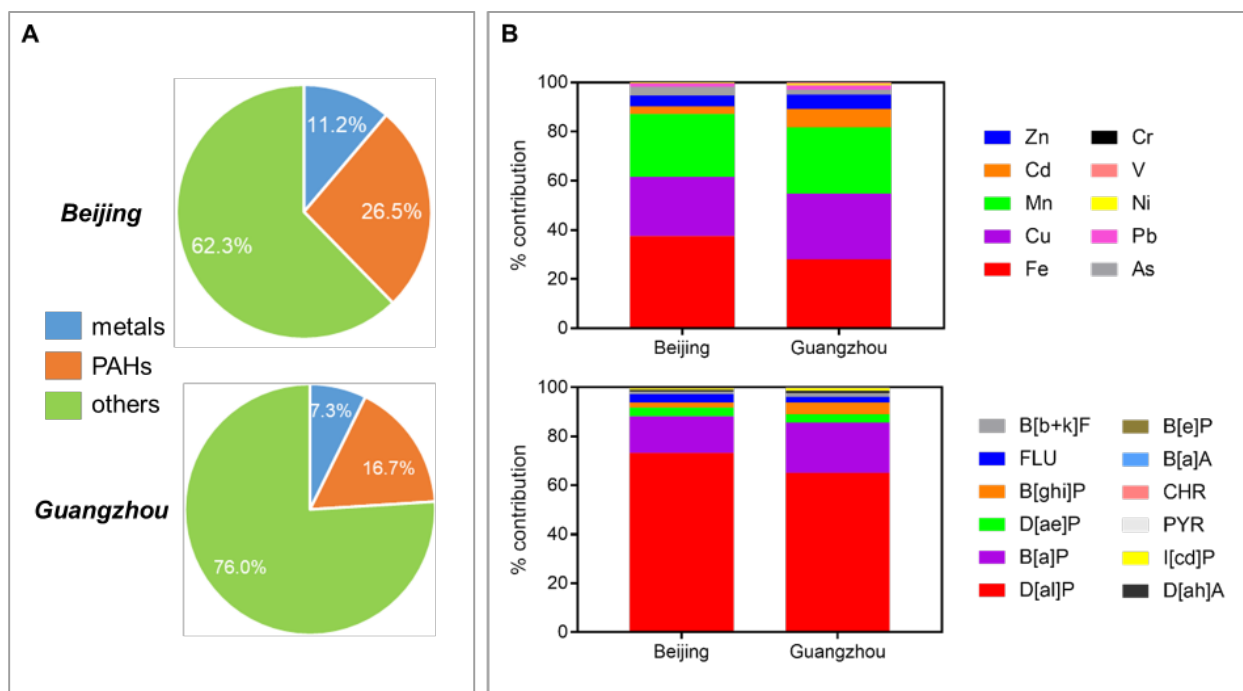 A
11.2%
Beijing
26.5%
62.3%
metals
PAHs
others
7.3%
16.7%
Guangzhou
76.0%
B
% contribution
100
80
60
40
20
0
Beijing Guangzhou
Zn Cr
Cd V
Mn Ni
Cu Pb
Fe As
% contribution
100
80
60
40
20
0
Beijing Guangzhou
B[b+k]F B[e]P
FLU B[a]A
B[ghi]P CHR
D[ae]P PYR
B[a]P I[cd]P
D[al]P D[ah]A